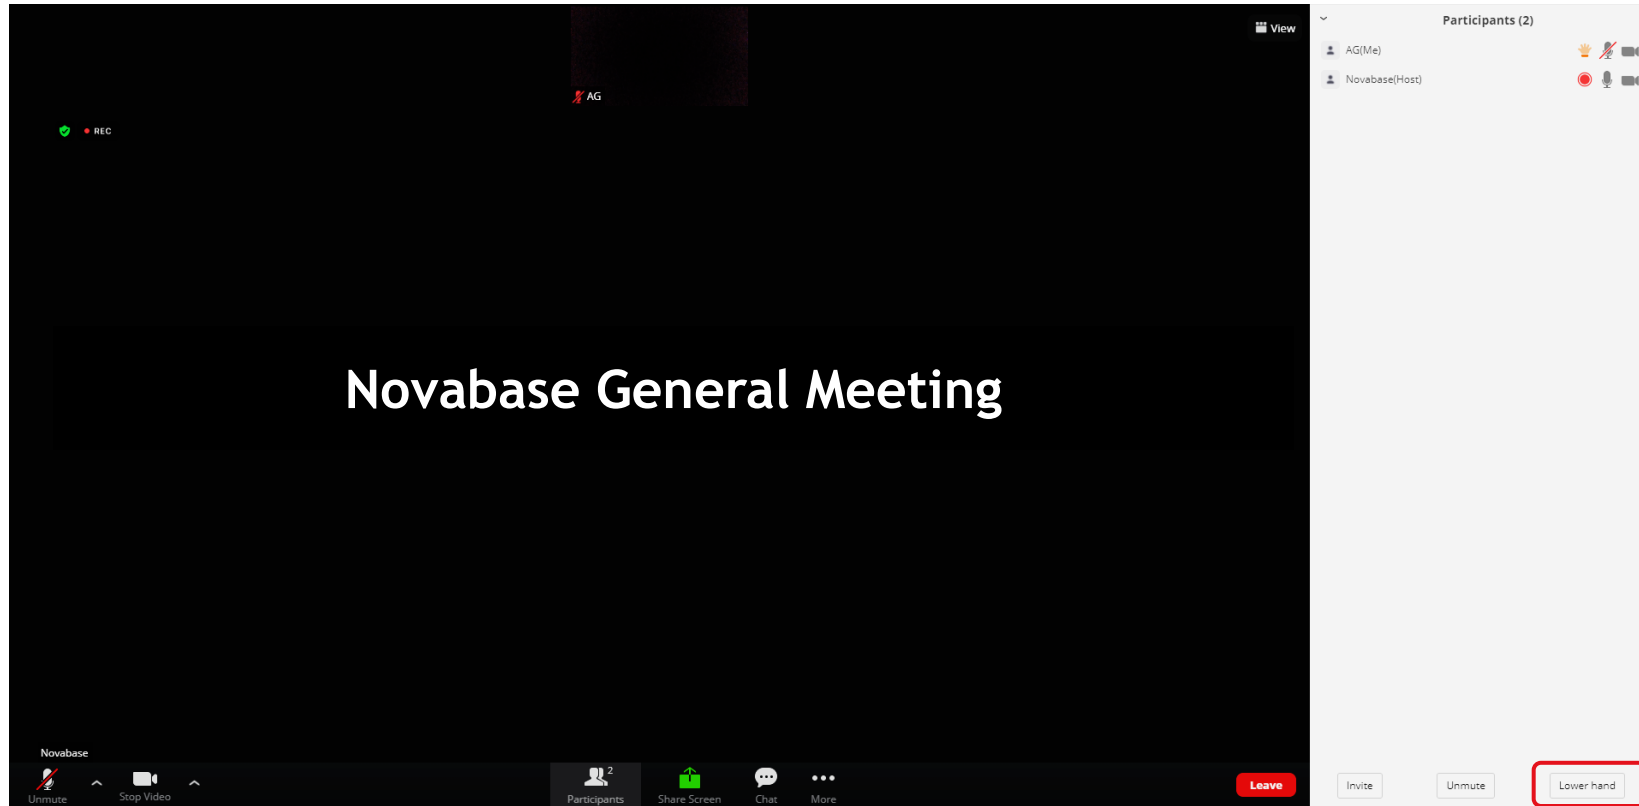 View
AG
REC
Novabase General Meeting
Novabase
Unmute
Stop Video
Participants
2
Share Screen
Chat
More
Leave
Participants (2)
AG(Me)
Novabase(Host)
Invite
Unmute
Lower hand